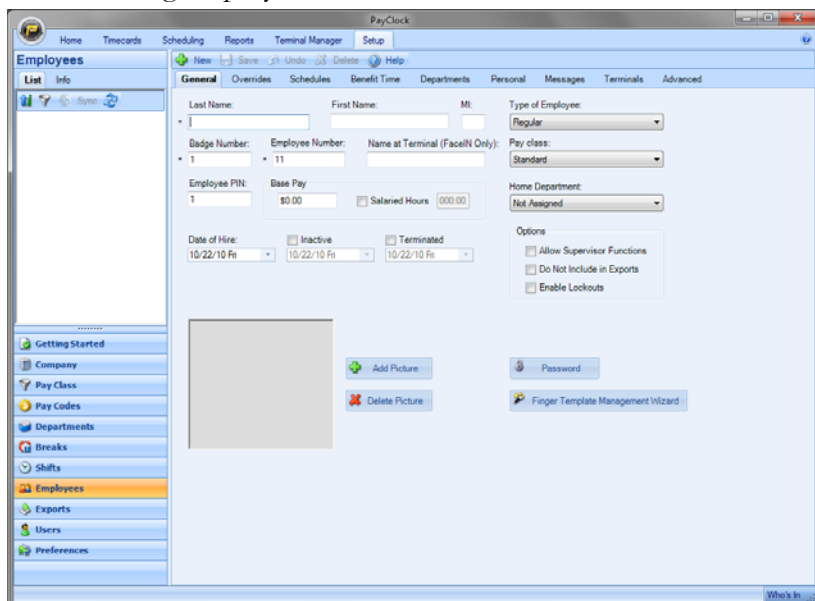 PayClock
Home Timecards Scheduling Reports Terminal Manager Setup
Employees
New Save Undo Delete Help
List Info
General Overrides Schedules Benefit Time Departments Personal Messages Terminals Advanced
Sync
Last Name: First Name: MI: Type of Employee:
* Regular
Badge Number: Employee Number: Name at Terminal (FaceIN Only): Pay class:
* 1 * 11 Standard
Employee PIN: Base Pay Home Department:
1 $0.00 Salaried Hours 000:00 Not Assigned
Options
Date of Hire: Inactive Terminated Allow Supervisor Functions
10/22/10 Fri 10/22/10 Fri 10/22/10 Fri
Do Not Include in Exports
Enable Lockouts
Getting Started
Company
Pay Class
Pay Codes
Departments
Breaks
Shifts
Employees
Exports
Users
Preferences
Add Picture Password
Delete Picture Finger Template Management Wizard
Who's In